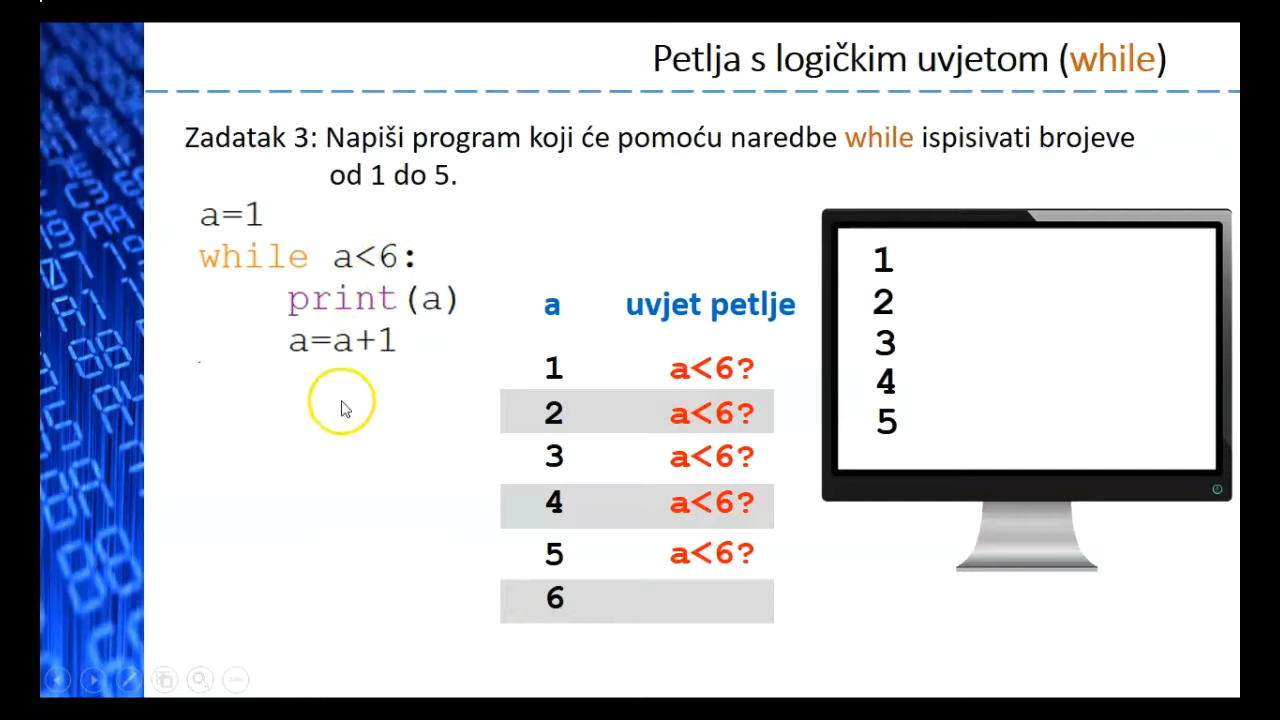 Petlja s logičkim uvjetom (while)
Zadatak 3: Napiši program koji će pomoću naredbe while ispisivati brojeve
od 1 do 5.
a=1
while a<6:
print(a)
a=a+1
a uvjet petlje
1 a<6?
2 a<6?
3 a<6?
4 a<6?
5 a<6?
6
1
2
3
4
5